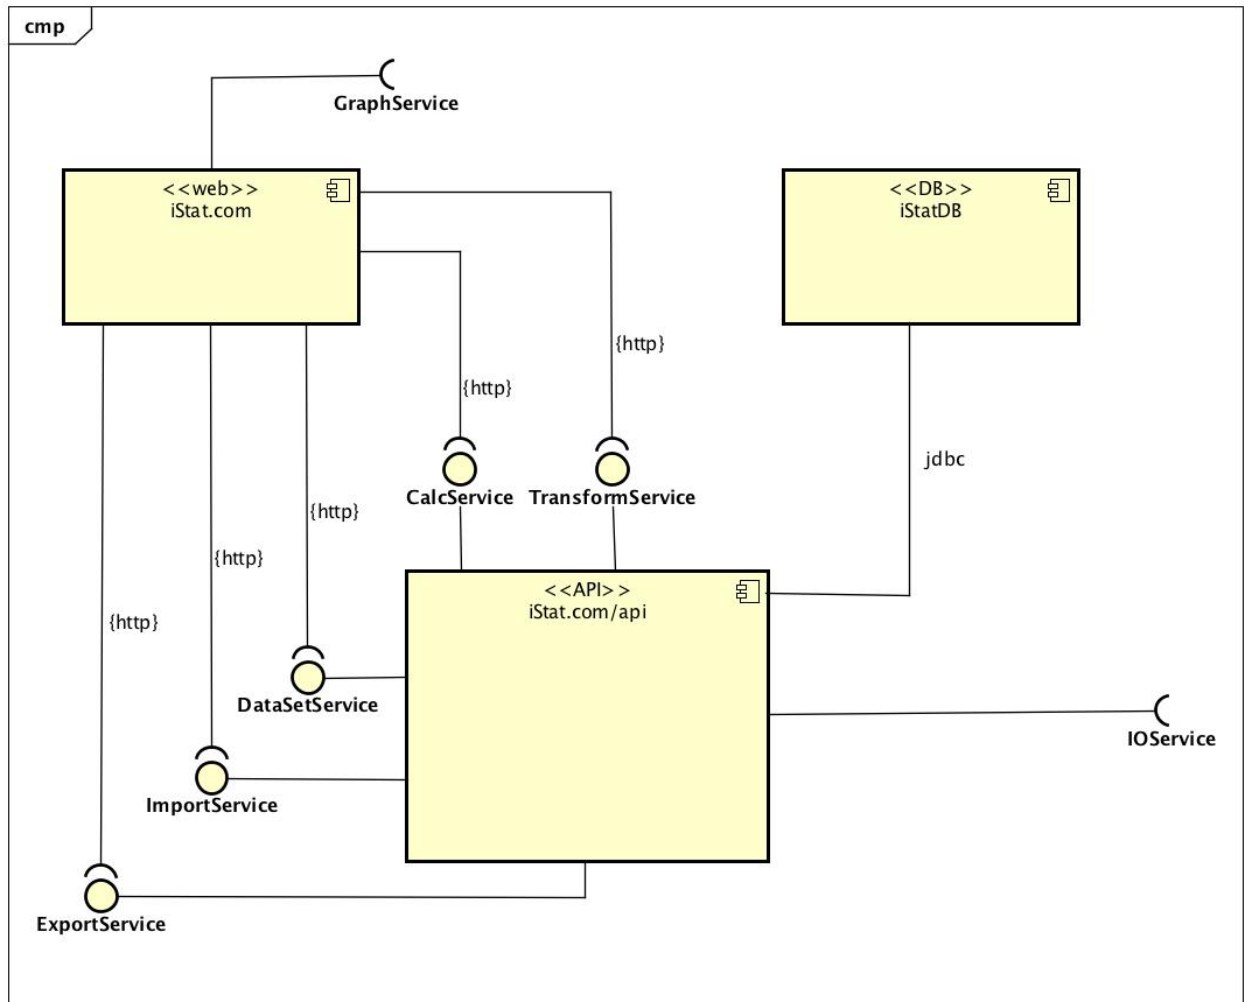 cmp
GraphService
<<web>>
iStat.com
<<DB>>
iStatDB
{http}
{http}
jdbc
CalcService
TransformService
{http}
{http}
<<API>>
iStat.com/api
{http}
DataSetService
IOService
ImportService
ExportService